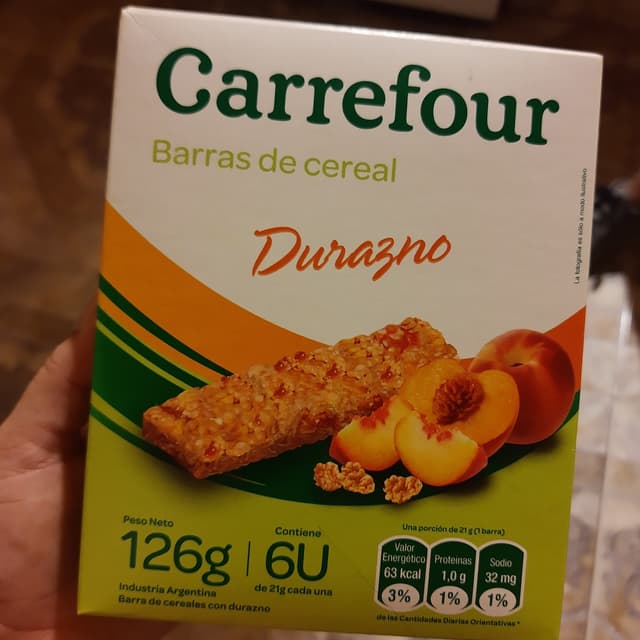 Carrefour
Barras de cereal
Durazno
La fotografía es sólo a modo ilustrativo
Peso Neto
126g
Contiene
6U
de 21g cada una
Industria Argentina
Barra de cereales con durazno
Una porción de 21 g (1 barra)
Valor Energético
63 kcal
3%
Proteínas
1,0 g
1%
Sodio
32 mg
1%
de las Cantidades Diarias Orientativas *